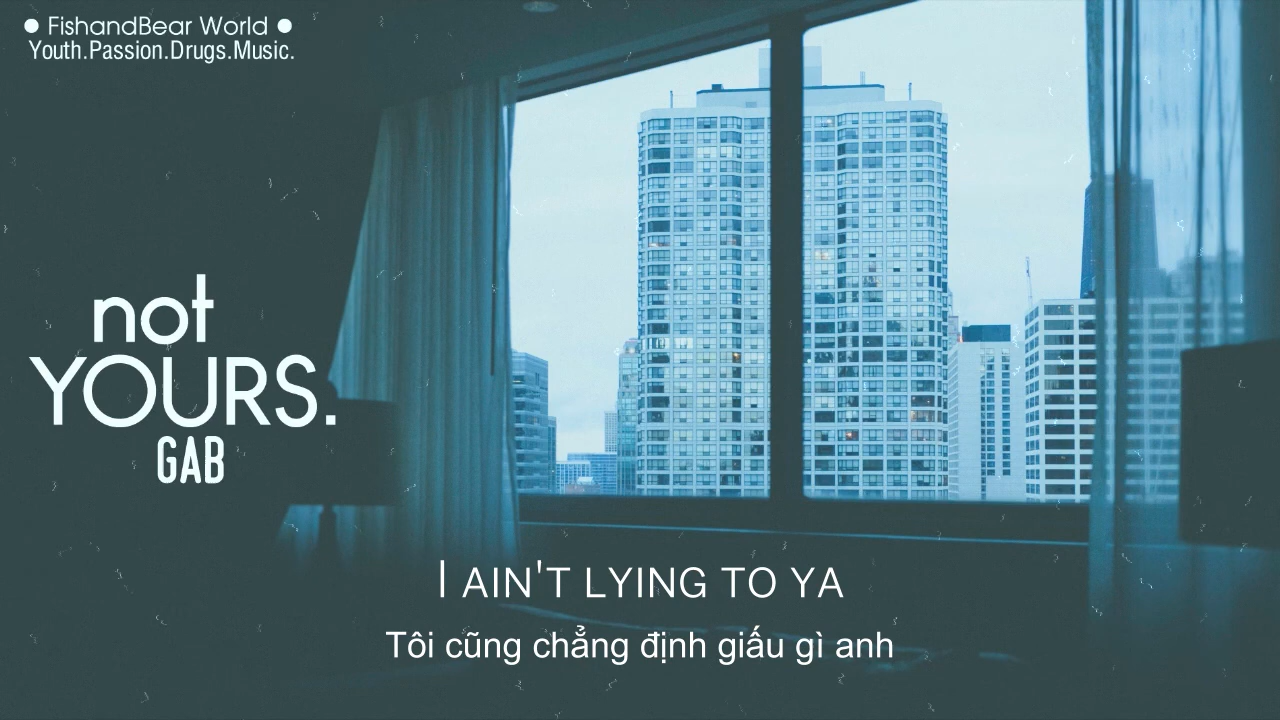 ● FishandBear World ●
Youth.Passion.Drugs.Music.
not
YOURS.
GAB
I AIN'T LYING TO YA
Tôi cũng chẳng định giấu gì anh